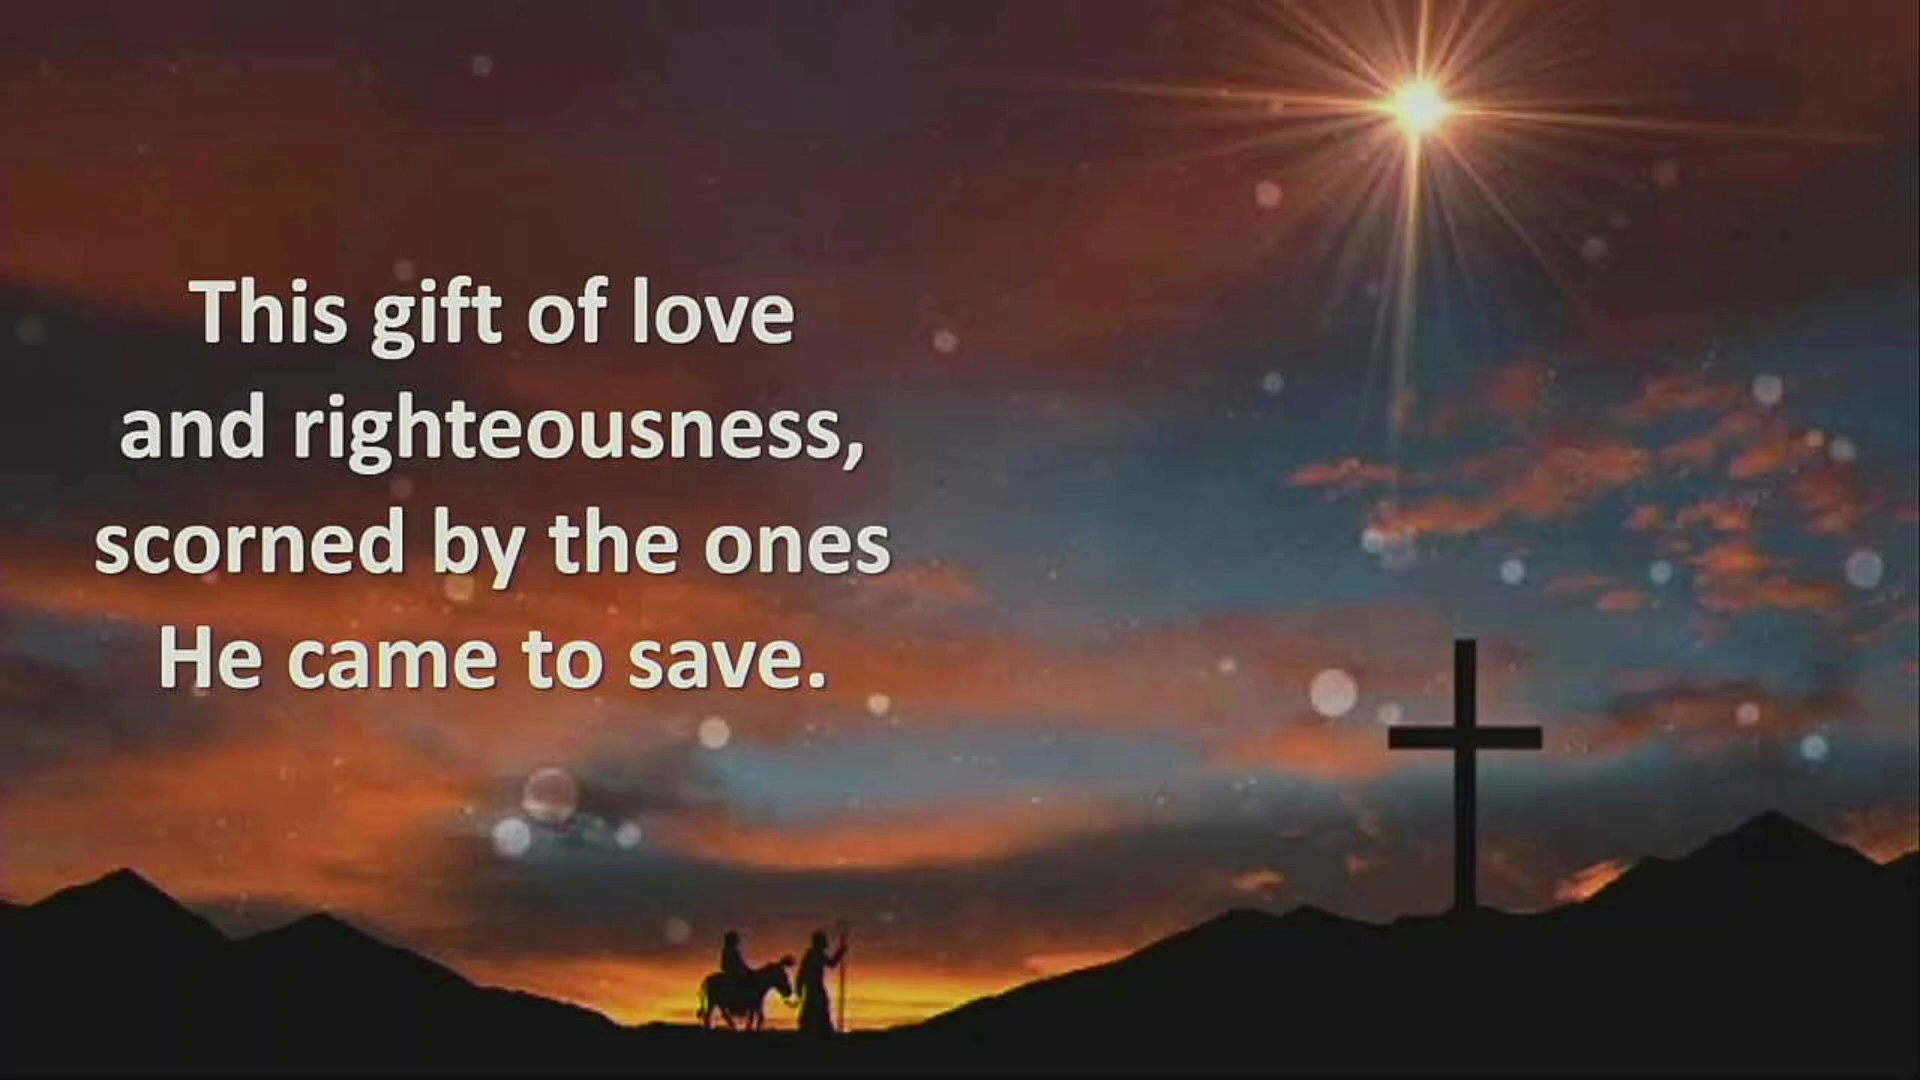 This gift of love
and righteousness,
scorned by the ones
He came to save.